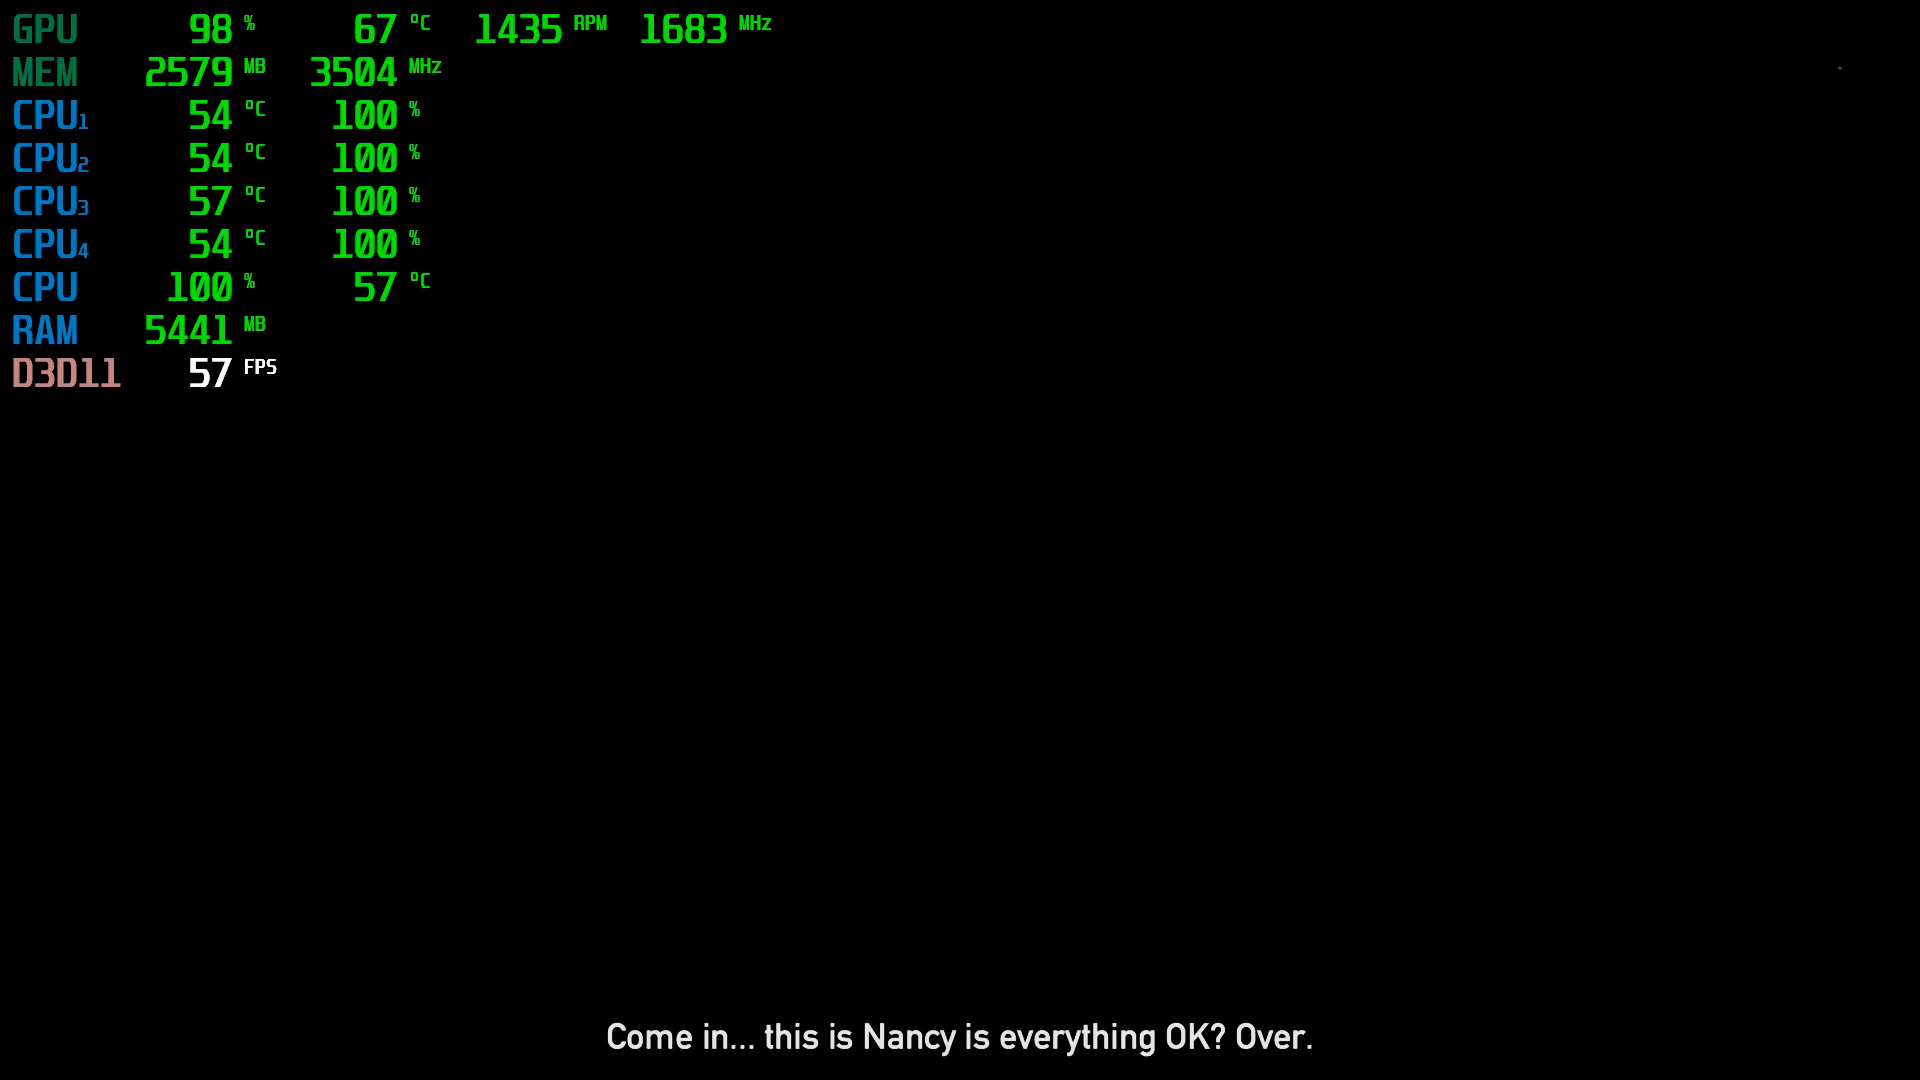 GPU 98 % 67 °C 1435 RPM 1683 MHz
MEM 2579 MB 3504 MHz
CPU1 54 °C 100 %
CPU2 54 °C 100 %
CPU3 57 °C 100 %
CPU4 54 °C 100 %
CPU 100 % 57 °C
RAM 5441 MB
D3D11 57 FPS
Come in... this is Nancy is everything OK? Over.